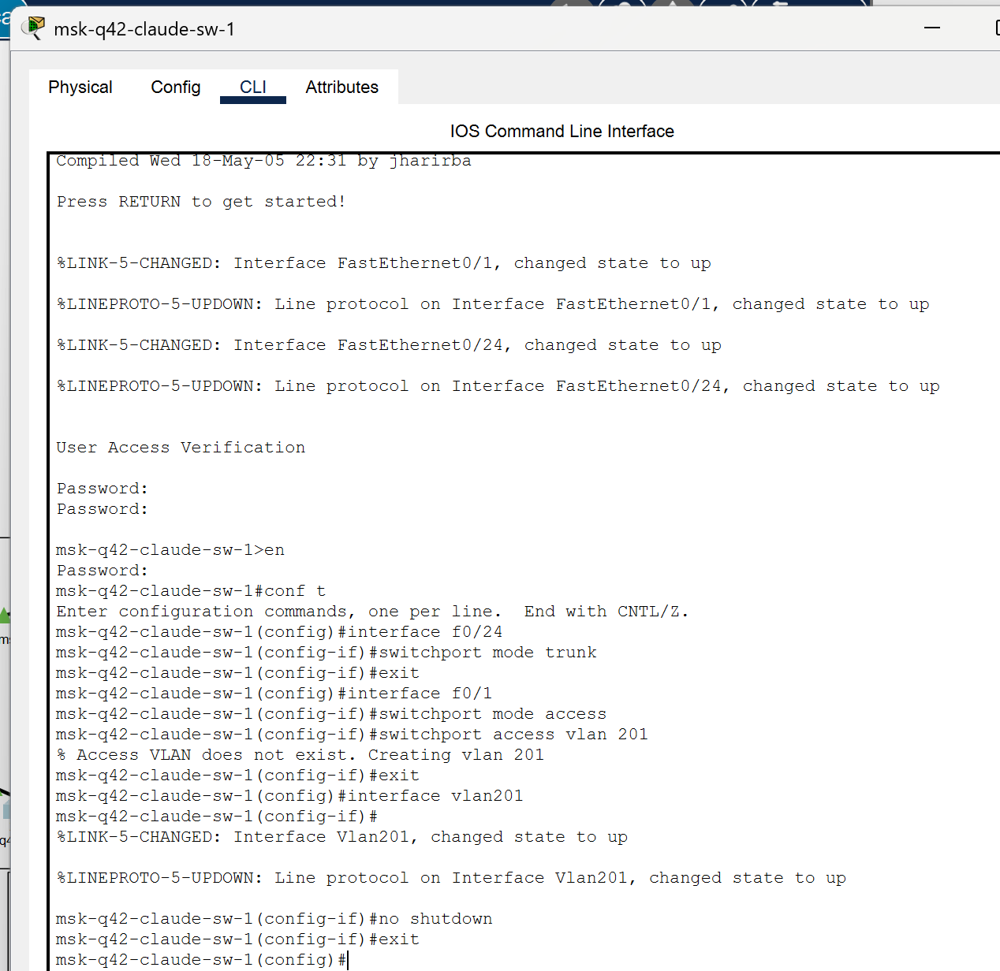 ca
msk-q42-claude-sw-1
Physical Config CLI Attributes
IOS Command Line Interface
Compiled Wed 18-May-05 22:31 by jharirba
Press RETURN to get started!
%LINK-5-CHANGED: Interface FastEthernet0/1, changed state to up
%LINEPROTO-5-UPDOWN: Line protocol on Interface FastEthernet0/1, changed state to up
%LINK-5-CHANGED: Interface FastEthernet0/24, changed state to up
%LINEPROTO-5-UPDOWN: Line protocol on Interface FastEthernet0/24, changed state to up
User Access Verification
Password:
Password:
msk-q42-claude-sw-1>en
Password:
msk-q42-claude-sw-1#conf t
Enter configuration commands, one per line.  End with CNTL/Z.
msk-q42-claude-sw-1(config)#interface f0/24
msk-q42-claude-sw-1(config-if)#switchport mode trunk
msk-q42-claude-sw-1(config-if)#exit
msk-q42-claude-sw-1(config)#interface f0/1
msk-q42-claude-sw-1(config-if)#switchport mode access
msk-q42-claude-sw-1(config-if)#switchport access vlan 201
% Access VLAN does not exist. Creating vlan 201
msk-q42-claude-sw-1(config-if)#exit
msk-q42-claude-sw-1(config)#interface vlan201
msk-q42-claude-sw-1(config-if)#
%LINK-5-CHANGED: Interface Vlan201, changed state to up
%LINEPROTO-5-UPDOWN: Line protocol on Interface Vlan201, changed state to up
msk-q42-claude-sw-1(config-if)#no shutdown
msk-q42-claude-sw-1(config-if)#exit
msk-q42-claude-sw-1(config)#